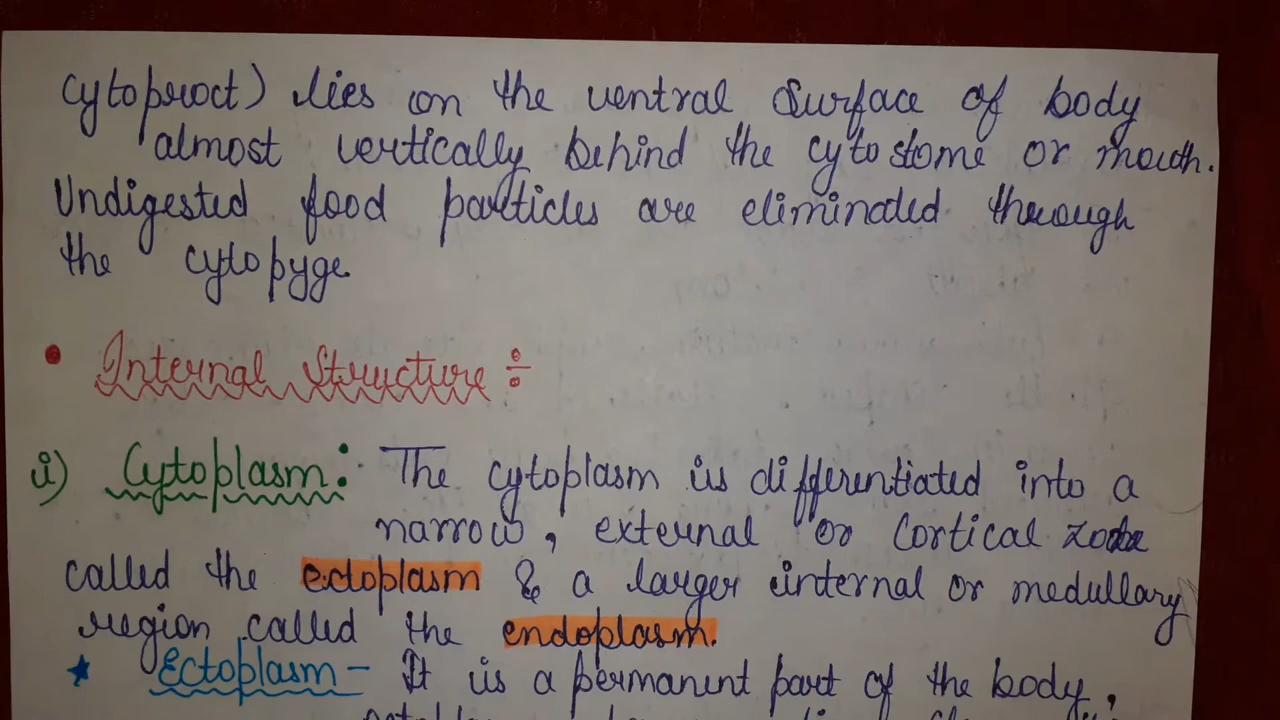 cytoproct) lies on the ventral surface of body
almost vertically behind the cytostome or mouth.
Undigested food particles are eliminated through
the cytopyge.
• Internal Structure ÷
i) Cytoplasm: The cytoplasm is differentiated into a
narrow, external or cortical zone
called the ectoplasm & a larger internal or medullary
region called the endoplasm.
★ Ectoplasm - It is a permanent part of the body,